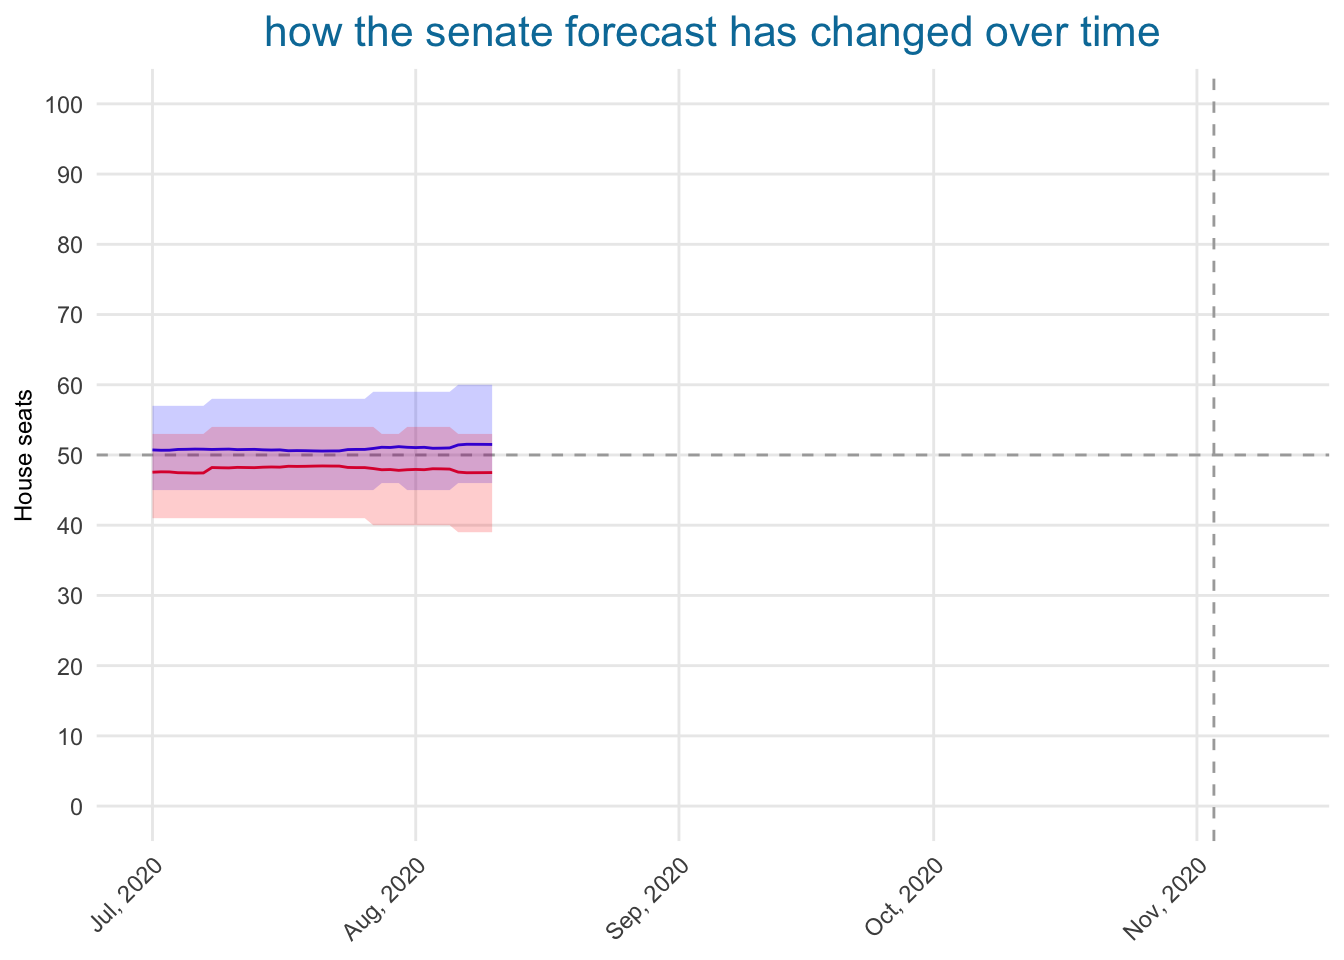 how the senate forecast has changed over time
House seats
100
90
80
70
60
50
40
30
20
10
0
Jul, 2020
Aug, 2020
Sep, 2020
Oct, 2020
Nov, 2020